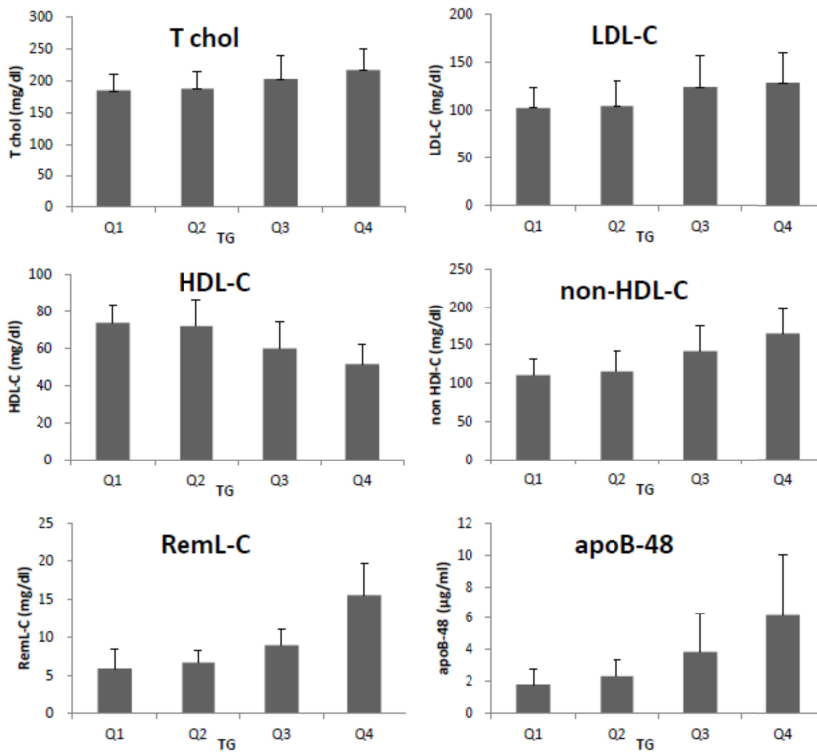 T chol
T chol (mg/dl)
300
250
200
150
100
50
0
Q1 Q2 Q3 Q4
TG
LDL-C
LDL-C (mg/dl)
200
150
100
50
0
Q1 Q2 Q3 Q4
TG
HDL-C
HDL-C (mg/dl)
100
80
60
40
20
0
Q1 Q2 Q3 Q4
TG
non-HDL-C
non HDl-C (mg/dl)
250
200
150
100
50
0
Q1 Q2 Q3 Q4
TG
RemL-C
RemL-C (mg/dl)
25
20
15
10
5
0
Q1 Q2 Q3 Q4
TG
apoB-48
apoB-48 (μg/ml)
12
10
8
6
4
2
0
Q1 Q2 Q3 Q4
TG